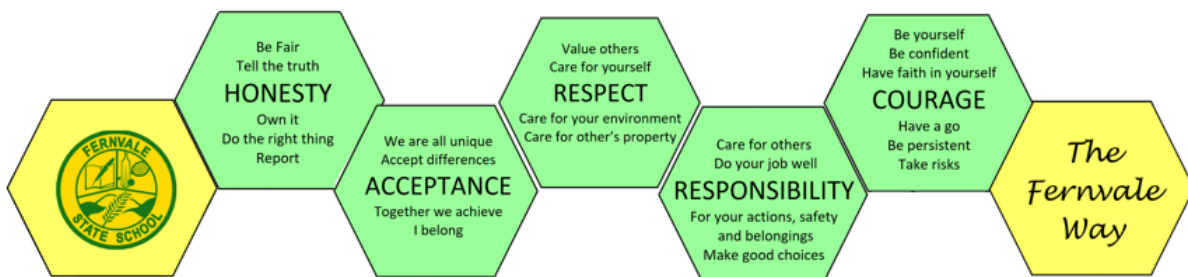 FERNVALE
STATE SCHOOL
Be Fair
Tell the truth
HONESTY
Own it
Do the right thing
Report
We are all unique
Accept differences
ACCEPTANCE
Together we achieve
I belong
Value others
Care for yourself
RESPECT
Care for your environment
Care for other's property
Care for others
Do your job well
RESPONSIBILITY
For your actions, safety
and belongings
Make good choices
Be yourself
Be confident
Have faith in yourself
COURAGE
Have a go
Be persistent
Take risks
The
Fernvale
Way